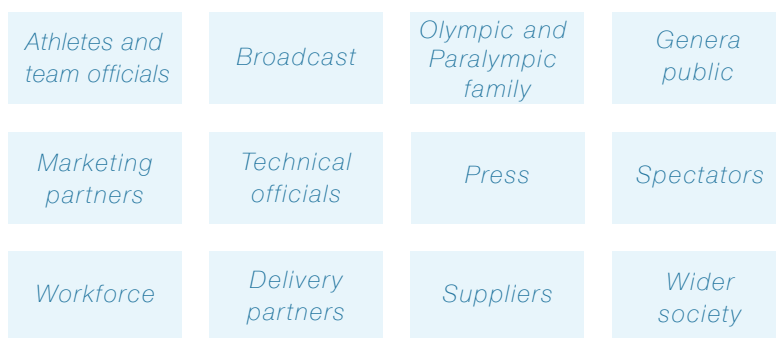 Athletes and
team officials
Broadcast
Olympic and
Paralympic
family
Genera
public
Marketing
partners
Technical
officials
Press
Spectators
Workforce
Delivery
partners
Suppliers
Wider
society